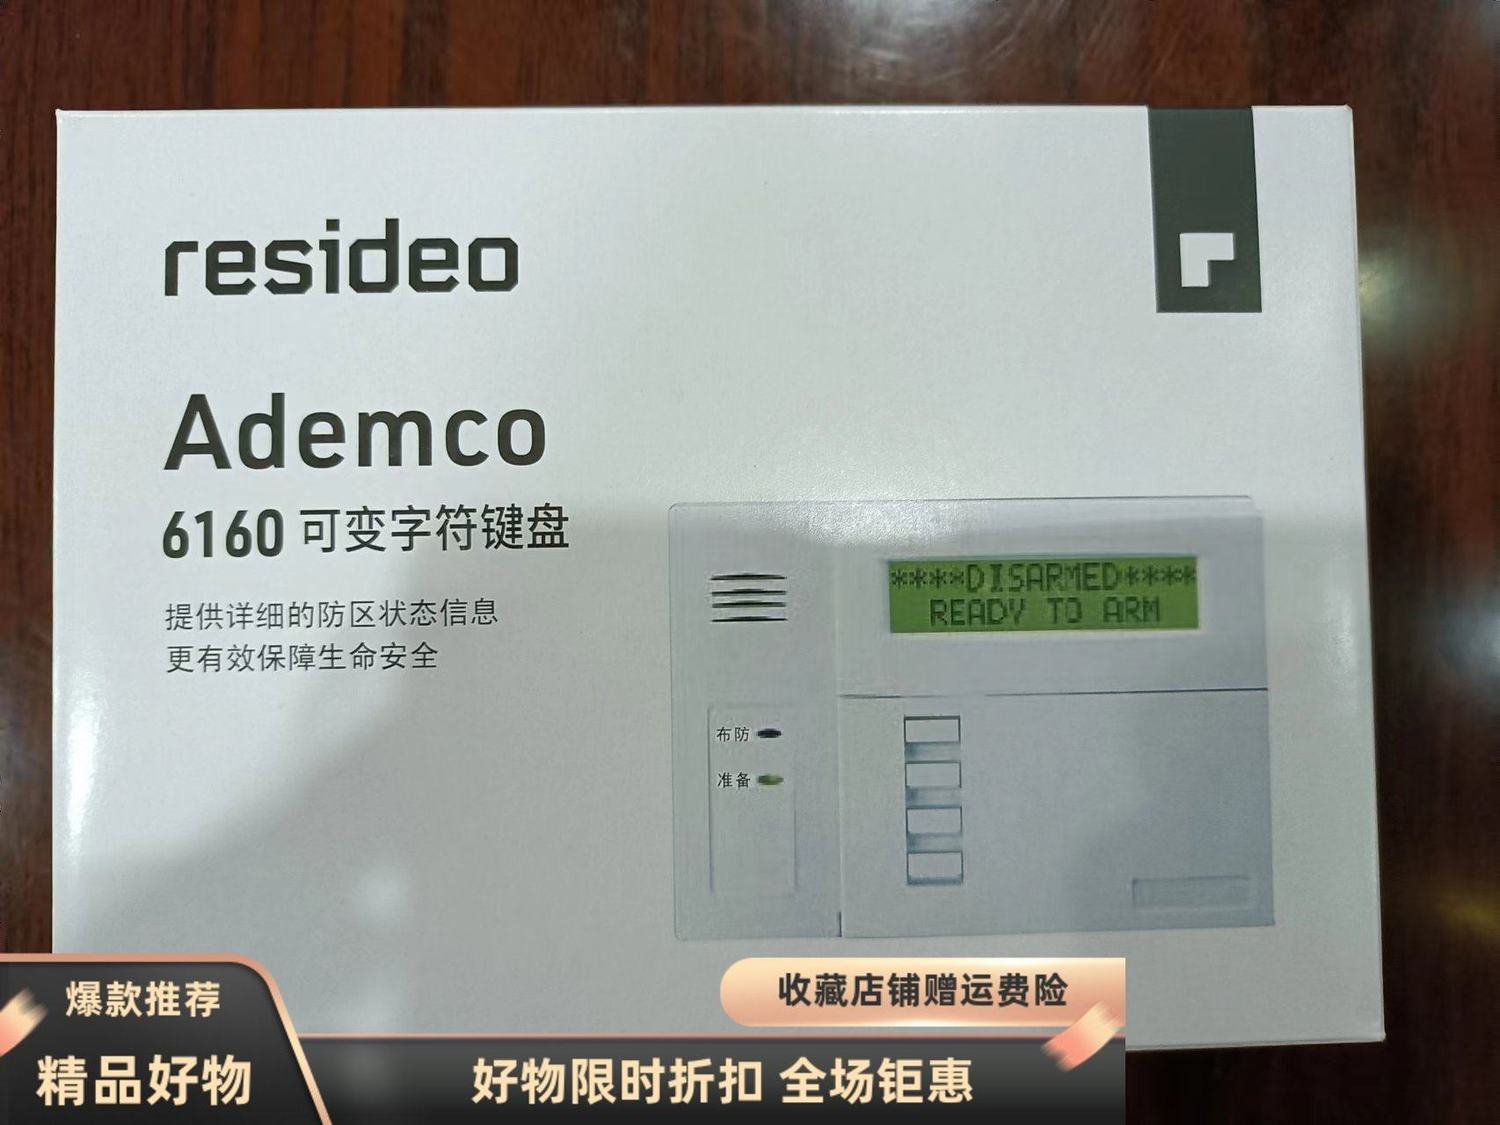 resideo
Ademco
6160 可变字符键盘
提供详细的防区状态信息
更有效保障生命安全
****DISARMED****
READY TO ARM
布防
准备
爆款推荐
收藏店铺赠运费险
精品好物
好物限时折扣 全场钜惠